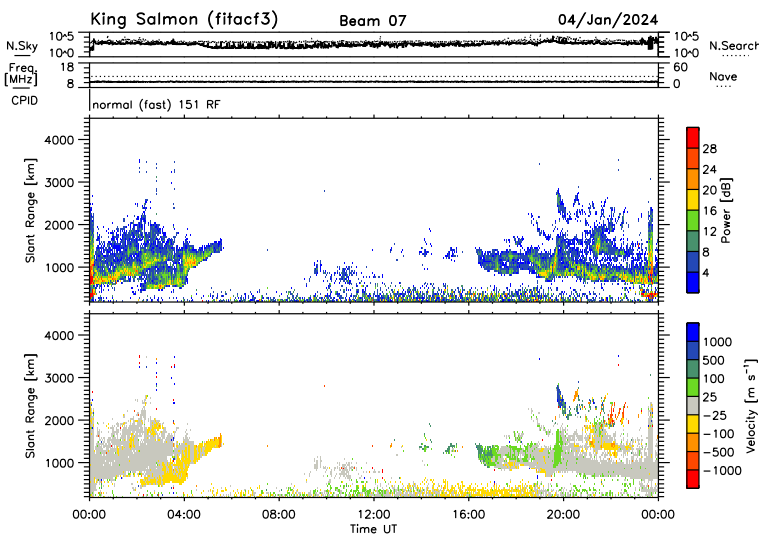 King Salmon (fitacf3) Beam 07 04/Jan/2024
N.Sky 10^5 10^0 10^5 10^0 N.Search
Freq. [MHz] 18 8 60 0 Nave
CPID normal (fast) 151 RF
Slant Range [km] 4000 3000 2000 1000
Power [dB] 28 24 20 16 12 8 4
Slant Range [km] 4000 3000 2000 1000
Velocity [m s^-1] 1000 500 100 25 -25 -100 -500 -1000
00:00 04:00 08:00 12:00 16:00 20:00 00:00
Time UT